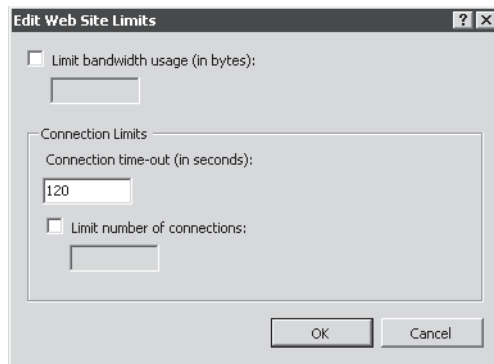 Edit Web Site Limits
Limit bandwidth usage (in bytes):
Connection Limits
Connection time-out (in seconds):
120
Limit number of connections:
OK Cancel